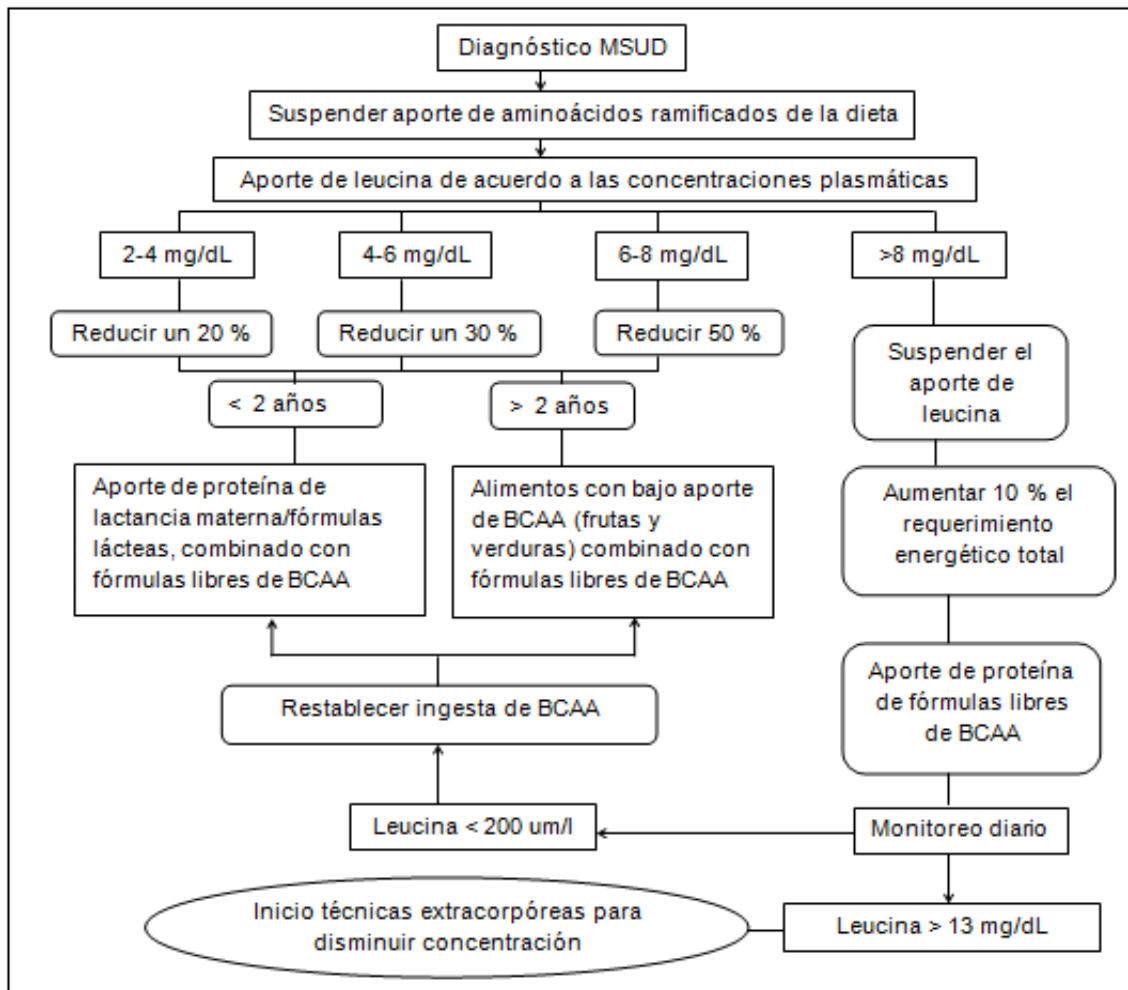 Diagnóstico MSUD
Suspender aporte de aminoácidos ramificados de la dieta
Aporte de leucina de acuerdo a las concentraciones plasmáticas
2-4 mg/dL
4-6 mg/dL
6-8 mg/dL
>8 mg/dL
Reducir un 20 %
Reducir un 30 %
Reducir 50 %
Suspender el
aporte de
leucina
< 2 años
> 2 años
Aporte de proteína de
lactancia materna/fórmulas
lácteas, combinado con
fórmulas libres de BCAA
Alimentos con bajo aporte
de BCAA (frutas y
verduras) combinado con
fórmulas libres de BCAA
Aumentar 10 % el
requerimiento
energético total
Restablecer ingesta de BCAA
Aporte de proteína
de fórmulas libres
de BCAA
Leucina < 200 um/l
Monitoreo diario
Inicio técnicas extracorpóreas para
disminuir concentración
Leucina > 13 mg/dL